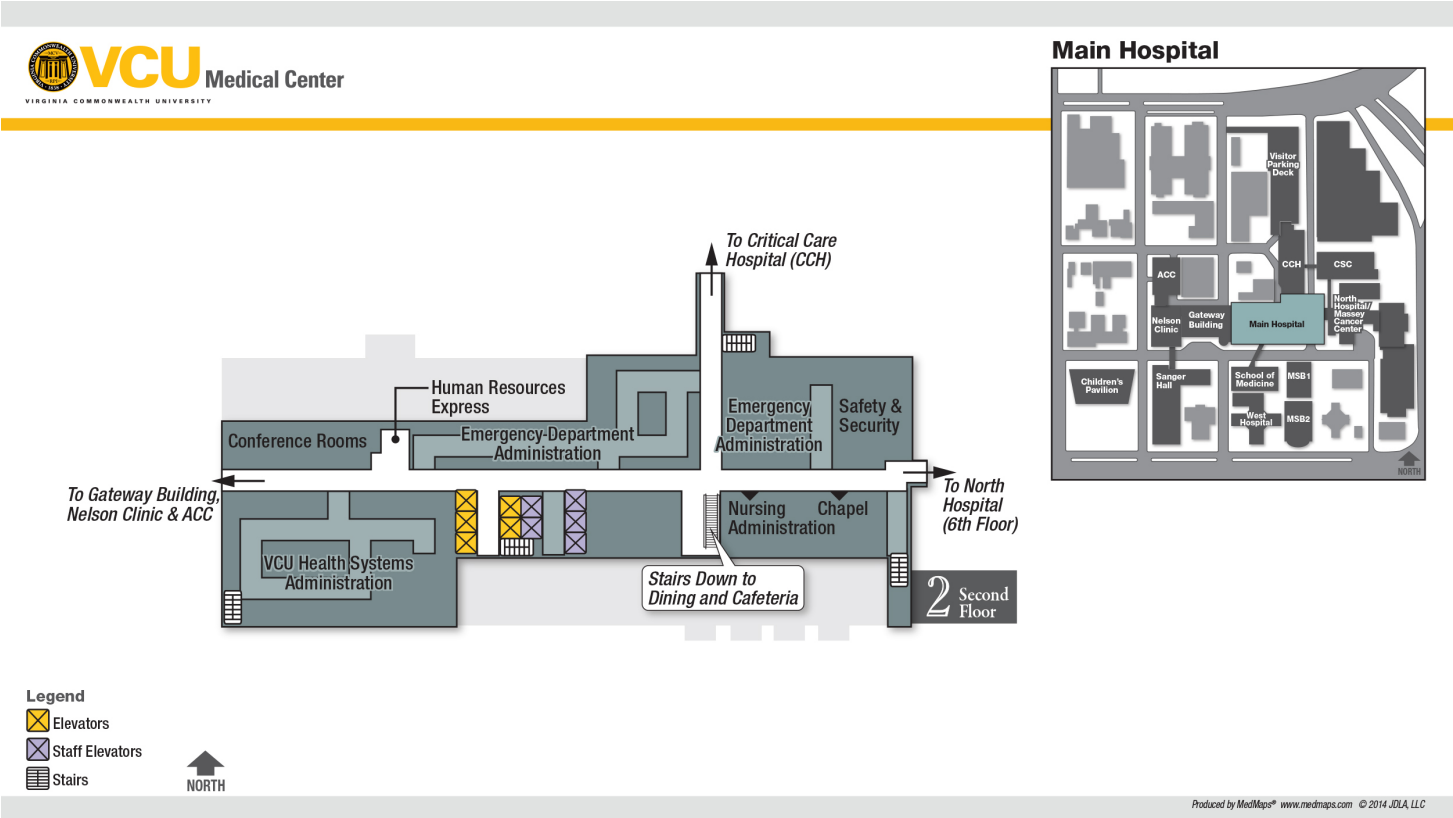 VCU Medical Center
VIRGINIA COMMONWEALTH UNIVERSITY
Main Hospital
Visitor
Parking
Deck
ACC
CCH
CSC
Nelson
Clinic
Gateway
Building
Main Hospital
North
Hospital/
Massey
Cancer
Center
Children's
Pavilion
Sanger
Hall
School of
Medicine
MSB1
West
Hospital
MSB2
NORTH
To Critical Care
Hospital (CCH)
Human Resources
Express
Conference Rooms
Emergency Department
Administration
Emergency
Department
Administration
Safety &
Security
To Gateway Building,
Nelson Clinic & ACC
To North
Hospital
(6th Floor)
Nursing
Administration
Chapel
VCU Health Systems
Administration
Stairs Down to
Dining and Cafeteria
2 Second
Floor
Legend
Elevators
Staff Elevators
Stairs
NORTH
Produced by MedMaps® www.medmaps.com © 2014 JDLA, LLC